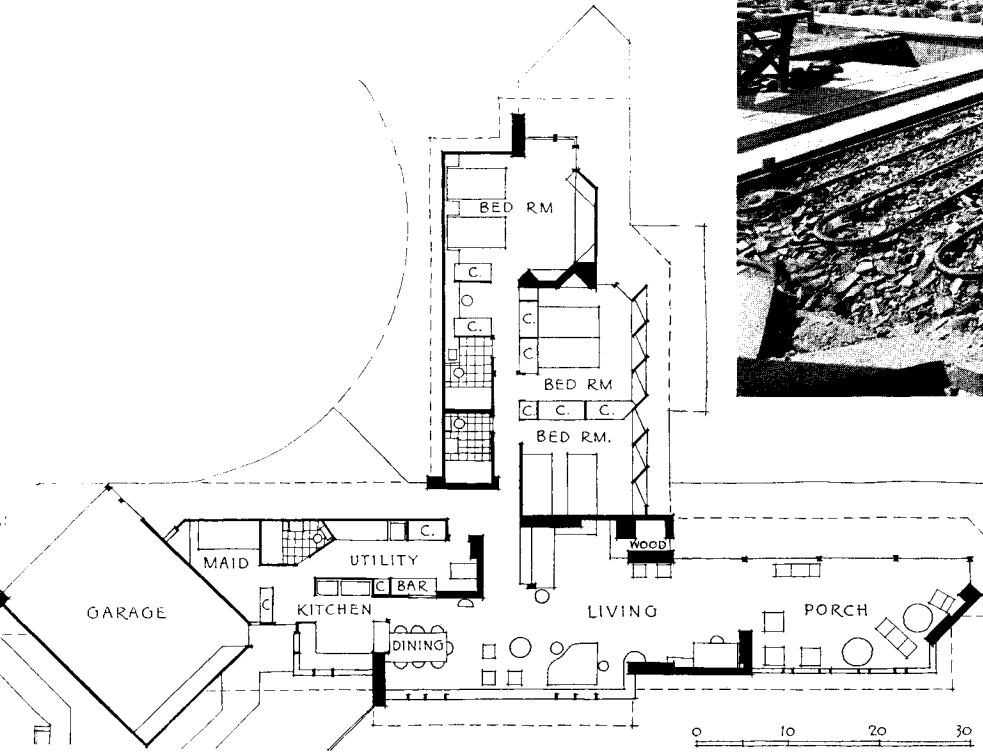 BED RM
C.
C.
C.
C
BED RM
C. C. C.
BED RM.
C.
WOOD
MAID
UTILITY
C BAR
C
KITCHEN
GARAGE
LIVING
PORCH
DINING
0 10 20 30